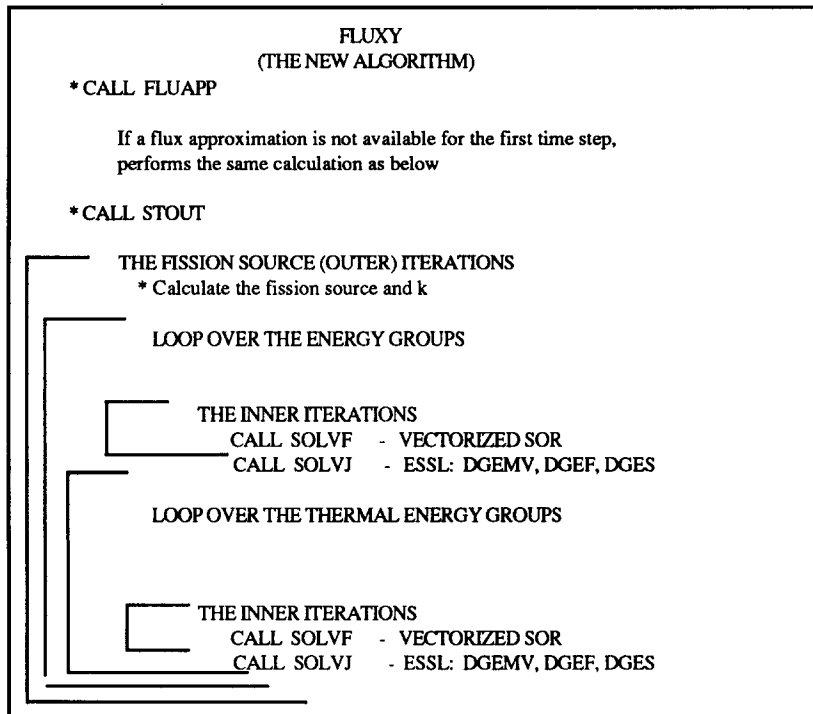 FLUXY
(THE NEW ALGORITHM)
* CALL FLUAPP
If a flux approximation is not available for the first time step,
performs the same calculation as below
* CALL STOUT
THE FISSION SOURCE (OUTER) ITERATIONS
* Calculate the fission source and k
LOOP OVER THE ENERGY GROUPS
THE INNER ITERATIONS
CALL SOLVF - VECTORIZED SOR
CALL SOLVJ - ESSL: DGEMV, DGEF, DGES
LOOP OVER THE THERMAL ENERGY GROUPS
THE INNER ITERATIONS
CALL SOLVF - VECTORIZED SOR
CALL SOLVJ - ESSL: DGEMV, DGEF, DGES